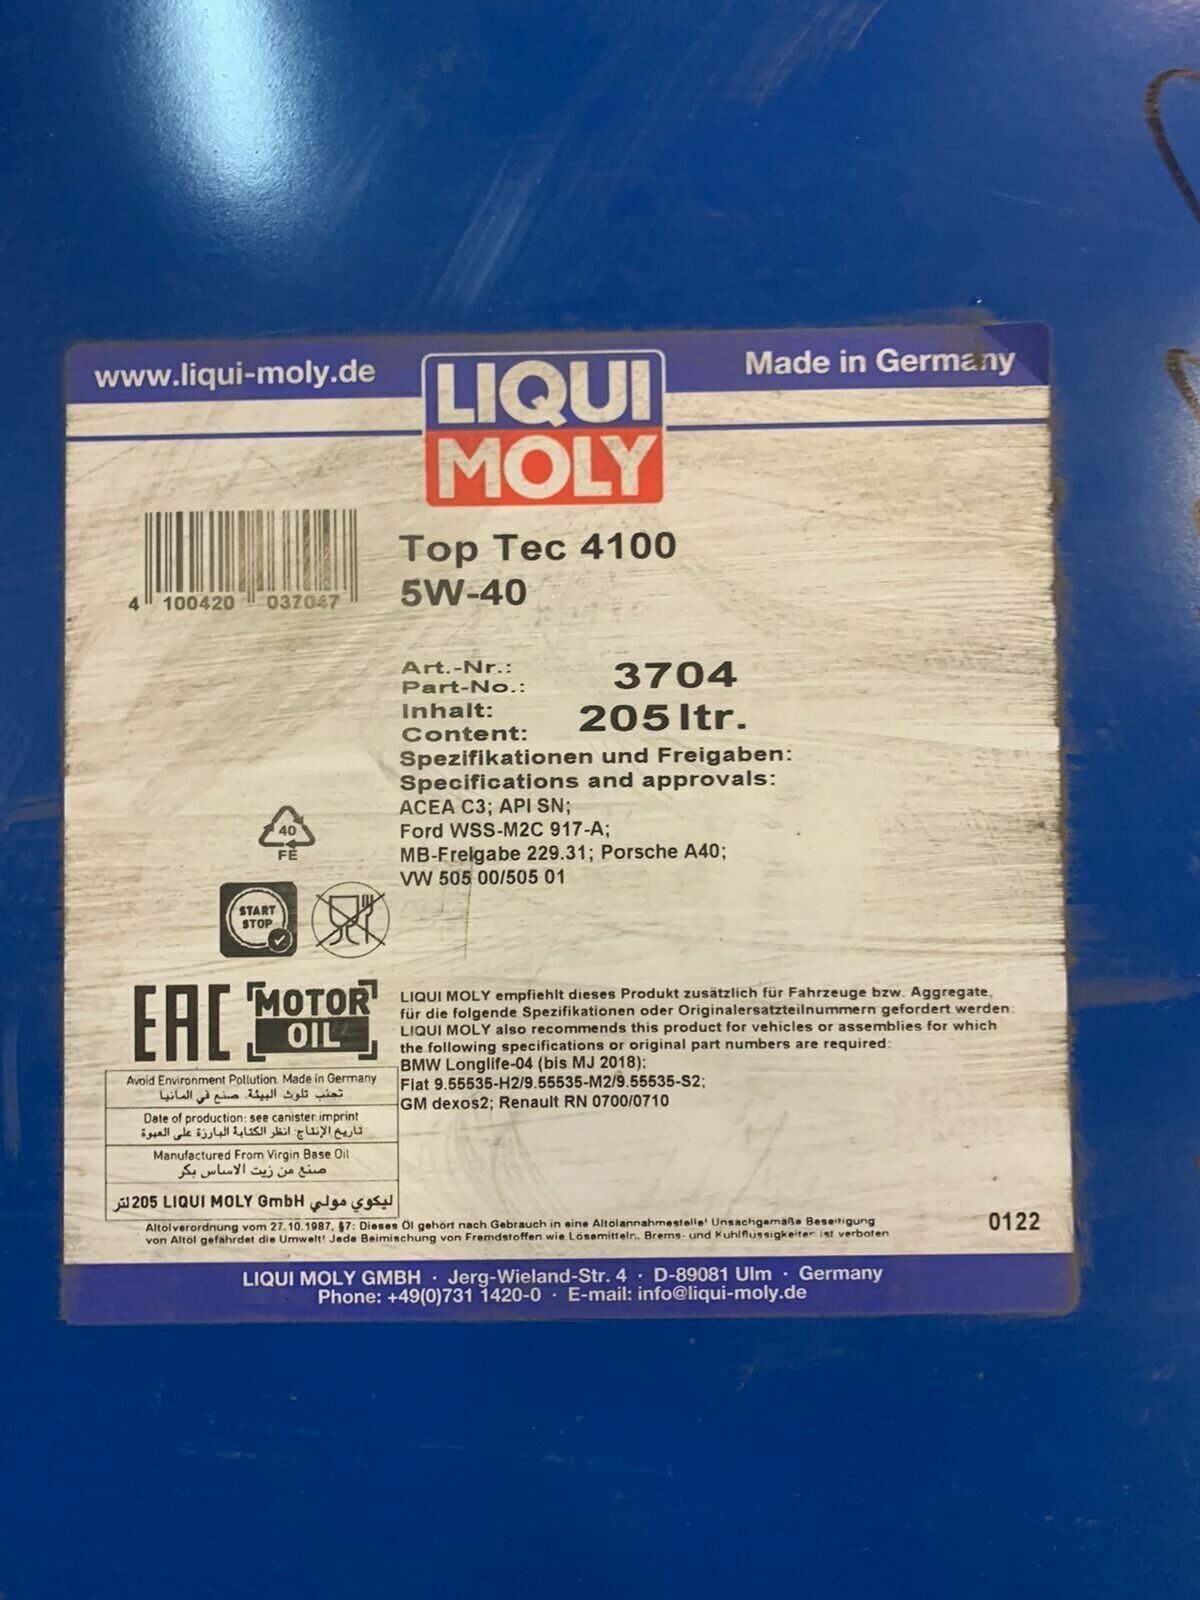 www.liqui-moly.de
LIQUI
MOLY
Made in Germany
4 100420 037047
Top Tec 4100
5W-40
Art.-Nr.:
Part-No.: 3704
Inhalt:
Content: 205 ltr.
Spezifikationen und Freigaben:
Specifications and approvals:
ACEA C3; API SN;
Ford WSS-M2C 917-A;
MB-Freigabe 229.31; Porsche A40;
VW 505 00/505 01
40
FE
START
STOP
EAC
MOTOR
OIL
LIQUI MOLY empfiehlt dieses Produkt zusätzlich für Fahrzeuge bzw. Aggregate,
für die folgende Spezifikationen oder Originalersatzteilnummern gefordert werden:
LIQUI MOLY also recommends this product for vehicles or assemblies for which
the following specifications or original part numbers are required:
BMW Longlife-04 (bis MJ 2018);
Fiat 9.55535-H2/9.55535-M2/9.55535-S2;
GM dexos2; Renault RN 0700/0710
Avoid Environment Pollution. Made in Germany
تجنب تلوث البيئة. صنع في المانيا
Date of production: see canister imprint
تاريخ الإنتاج: انظر الكتابة البارزة على العبوة
Manufactured From Virgin Base Oil
صنع من زيت الاساس بكر
ليكوي مولي LIQUI MOLY GmbH 205 لتر
Altölverordnung vom 27.10.1987, §7: Dieses Öl gehört nach Gebrauch in eine Altölannahmestelle! Unsachgemäße Beseitigung
von Altöl gefährdet die Umwelt! Jede Beimischung von Fremdstoffen wie Lösemitteln, Brems- und Kühlflüssigkeiten ist verboten
0122
LIQUI MOLY GMBH · Jerg-Wieland-Str. 4 · D-89081 Ulm · Germany
Phone: +49(0)731 1420-0 · E-mail: info@liqui-moly.de